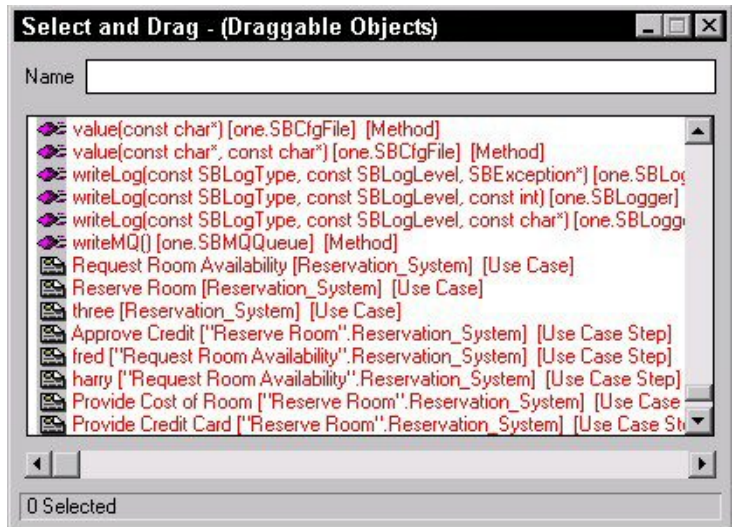 Select and Drag - (Draggable Objects)
Name
value(const char*) [one.SBCfgFile] [Method]
value(const char*, const char*) [one.SBCfgFile] [Method]
writeLog(const SBLogType, const SBLogLevel, SBException*) [one.SBLog
writeLog(const SBLogType, const SBLogLevel, const int) [one.SBLogger]
writeLog(const SBLogType, const SBLogLevel, const char*) [one.SBLogg
writeMQ() [one.SBMQQueue] [Method]
Request Room Availability [Reservation_System] [Use Case]
Reserve Room [Reservation_System] [Use Case]
three [Reservation_System] [Use Case]
Approve Credit ["Reserve Room".Reservation_System] [Use Case Step]
fred ["Request Room Availability".Reservation_System] [Use Case Step]
harry ["Request Room Availability".Reservation_System] [Use Case Step]
Provide Cost of Room ["Reserve Room".Reservation_System] [Use Case
Provide Credit Card ["Reserve Room".Reservation_System] [Use Case St
0 Selected